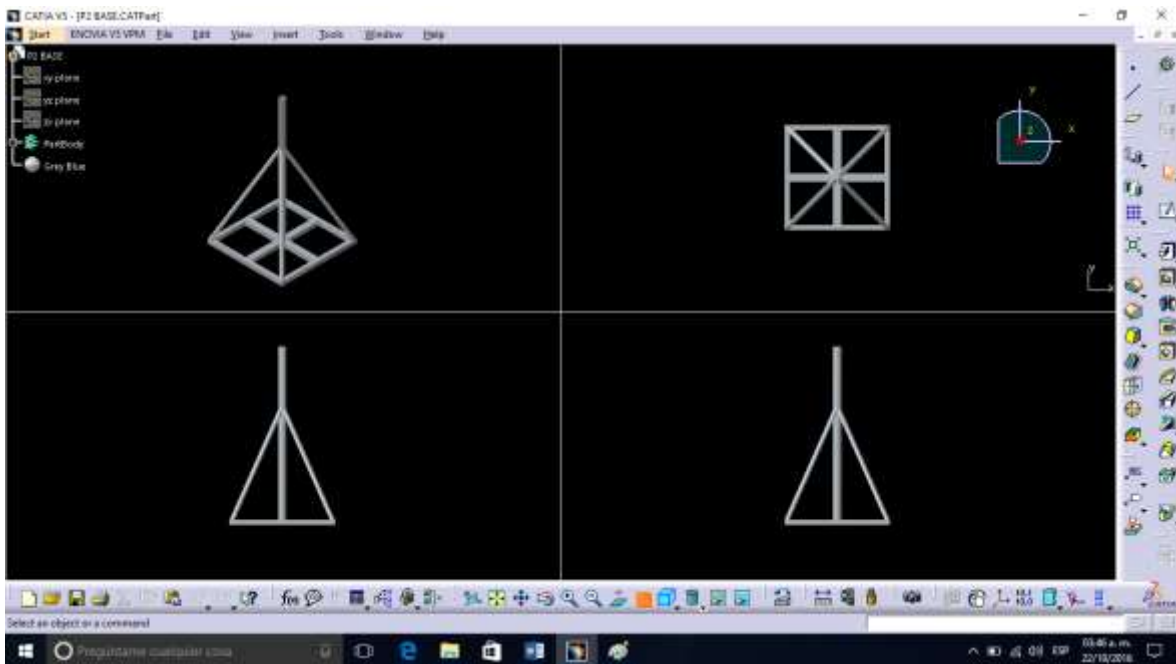 CATIA V5 - [P2 BASE.CATPart]
Start ENOVIA V5 VPM File Edit View Insert Tools Window Help
P2 BASE
xy plane
yz plane
zx plane
PartBody
Grey Blue
y
x
z
y
Select an object or a command
Pregúntame cualquier cosa
ESP
03:46 a. m.
22/10/2016